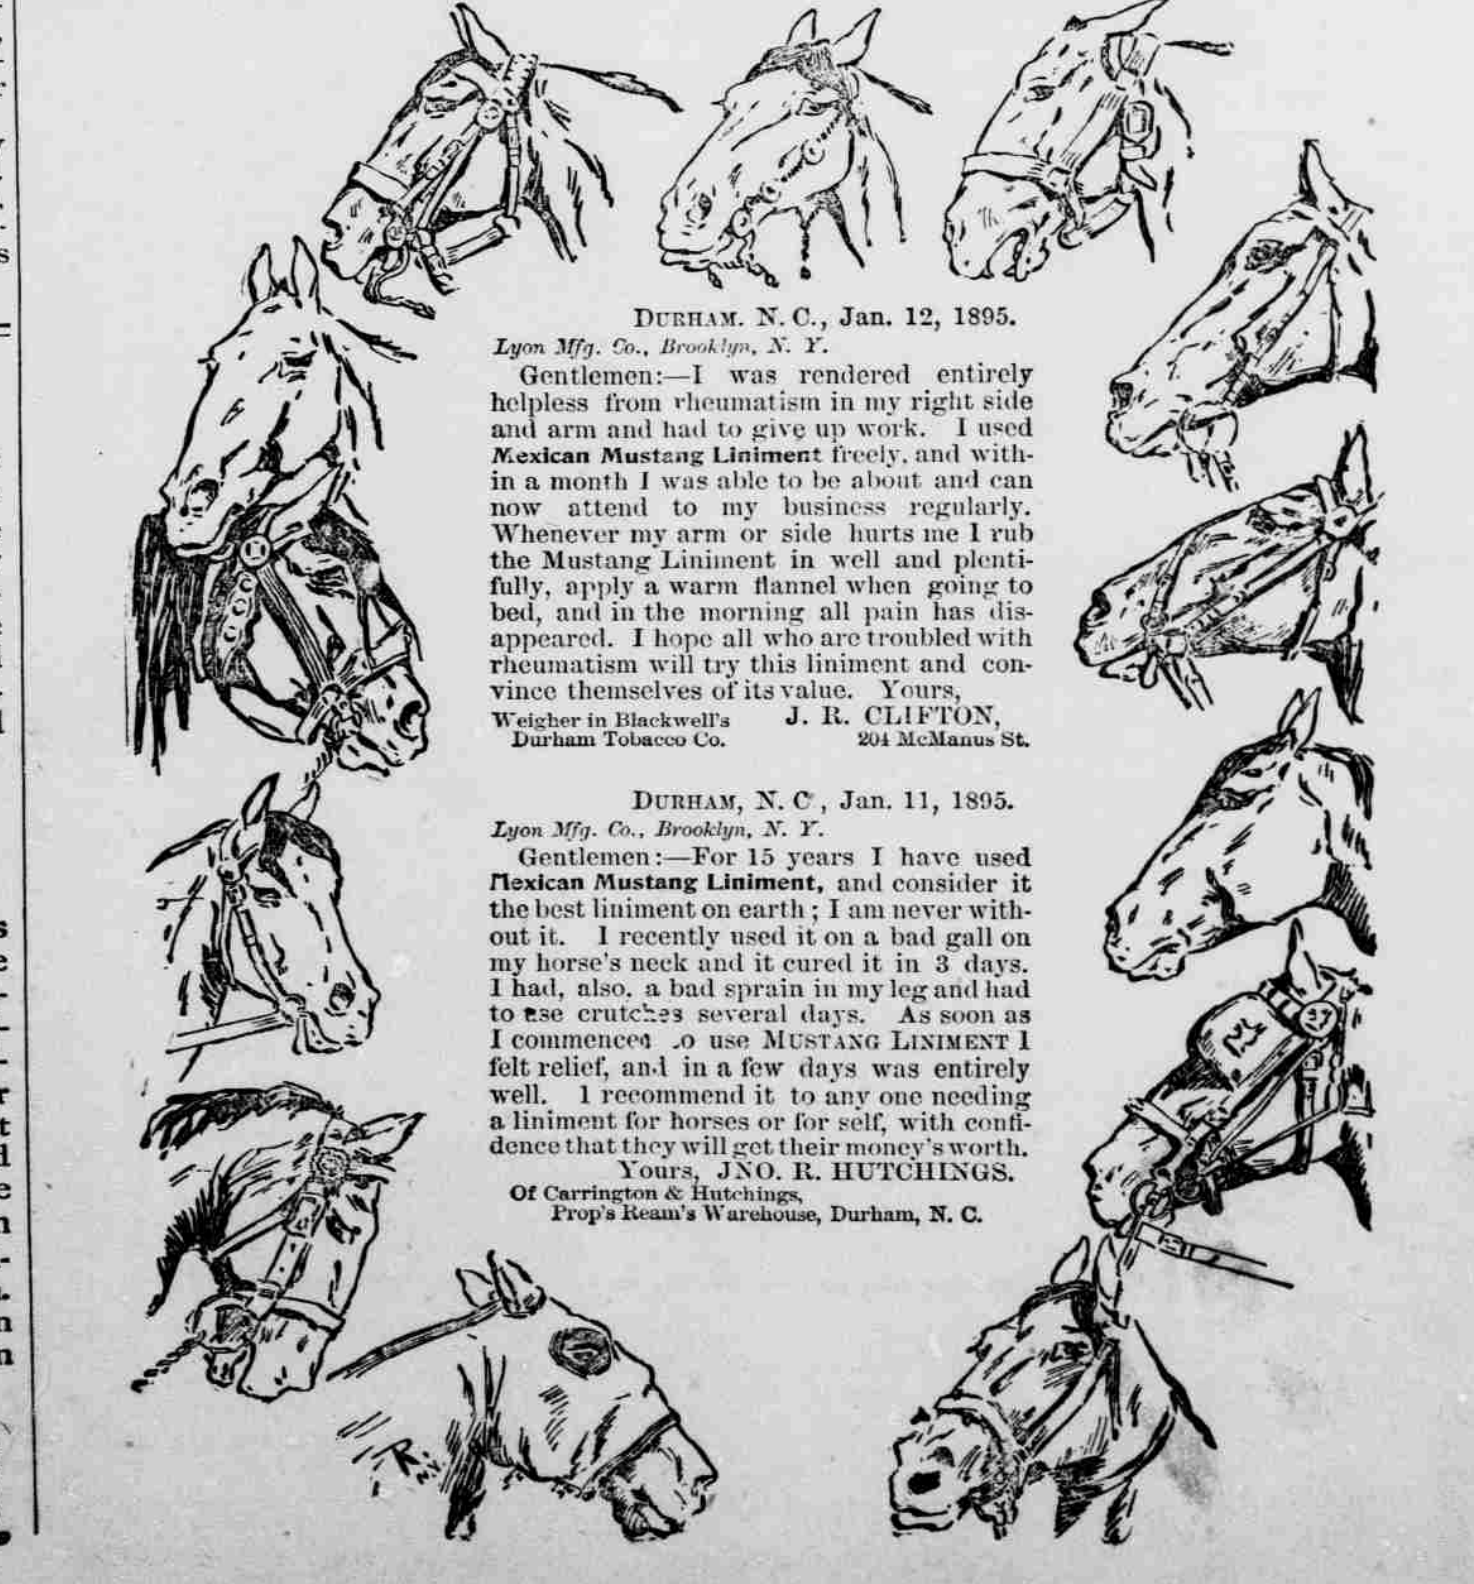 DURHAM. N. C., Jan. 12, 1895.
Lyon Mfg. Co., Brooklyn, N. Y.
Gentlemen:—I was rendered entirely
helpless from rheumatism in my right side
and arm and had to give up work. I used
Mexican Mustang Liniment freely, and with-
in a month I was able to be about and can
now attend to my business regularly.
Whenever my arm or side hurts me I rub
the Mustang Liniment in well and plenti-
fully, apply a warm flannel when going to
bed, and in the morning all pain has dis-
appeared. I hope all who are troubled with
rheumatism will try this liniment and con-
vince themselves of its value. Yours,
Weigher in Blackwell's J. R. CLIFTON,
Durham Tobacco Co. 204 McManus St.
DURHAM, N. C, Jan. 11, 1895.
Lyon Mfg. Co., Brooklyn, N. Y.
Gentlemen:—For 15 years I have used
Mexican Mustang Liniment, and consider it
the best liniment on earth; I am never with-
out it. I recently used it on a bad gall on
my horse's neck and it cured it in 3 days.
I had, also, a bad sprain in my leg and had
to use crutches several days. As soon as
I commenced to use MUSTANG LINIMENT I
felt relief, and in a few days was entirely
well. I recommend it to any one needing
a liniment for horses or for self, with confi-
dence that they will get their money's worth.
Yours, JNO. R. HUTCHINGS.
Of Carrington & Hutchings,
Prop's Ream's Warehouse, Durham, N. C.